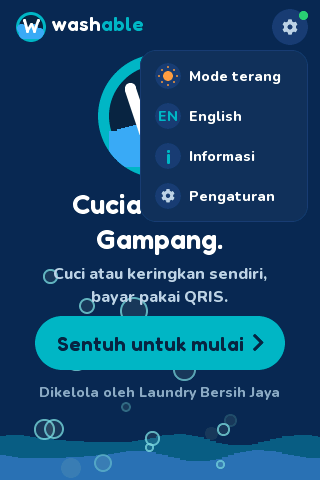 washable
Mode terang
EN English
Informasi
Pengaturan
Cucia
Gampang.
Cuci atau keringkan sendiri,
bayar pakai QRIS.
Sentuh untuk mulai
Dikelola oleh Laundry Bersih Jaya